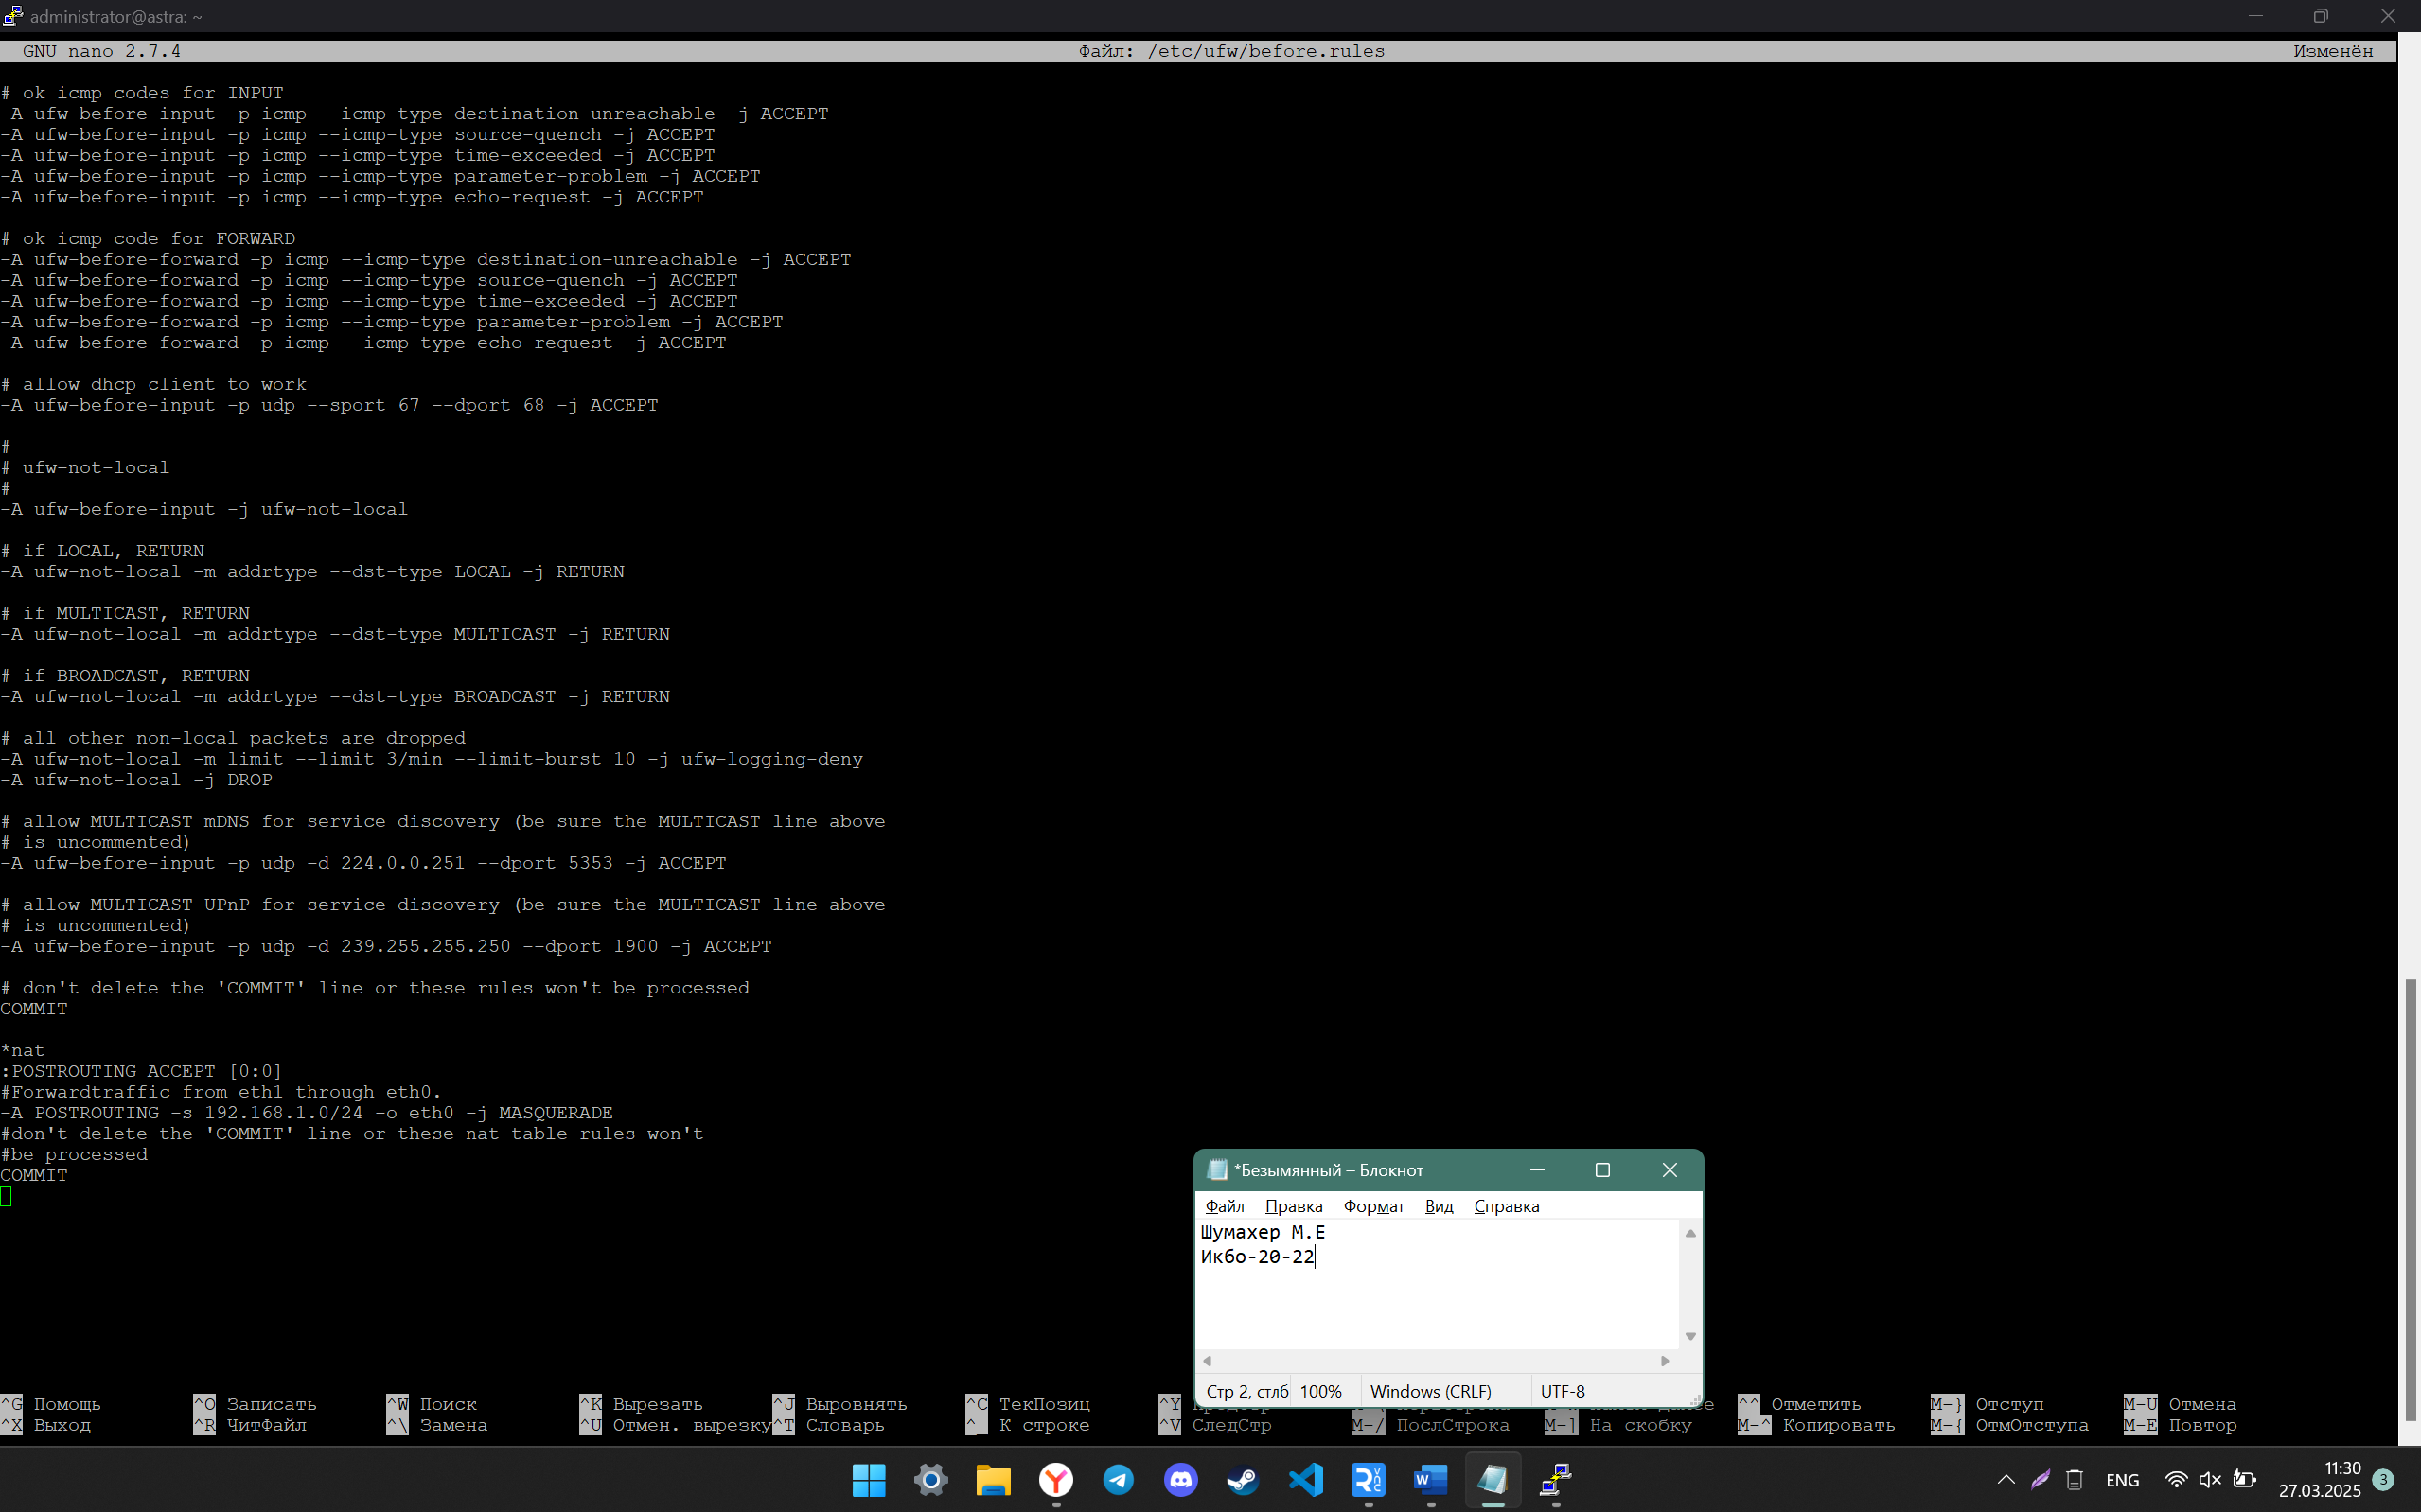 administrator@astra: ~
GNU nano 2.7.4 Файл: /etc/ufw/before.rules Изменён
# ok icmp codes for INPUT
-A ufw-before-input -p icmp --icmp-type destination-unreachable -j ACCEPT
-A ufw-before-input -p icmp --icmp-type source-quench -j ACCEPT
-A ufw-before-input -p icmp --icmp-type time-exceeded -j ACCEPT
-A ufw-before-input -p icmp --icmp-type parameter-problem -j ACCEPT
-A ufw-before-input -p icmp --icmp-type echo-request -j ACCEPT
# ok icmp code for FORWARD
-A ufw-before-forward -p icmp --icmp-type destination-unreachable -j ACCEPT
-A ufw-before-forward -p icmp --icmp-type source-quench -j ACCEPT
-A ufw-before-forward -p icmp --icmp-type time-exceeded -j ACCEPT
-A ufw-before-forward -p icmp --icmp-type parameter-problem -j ACCEPT
-A ufw-before-forward -p icmp --icmp-type echo-request -j ACCEPT
# allow dhcp client to work
-A ufw-before-input -p udp --sport 67 --dport 68 -j ACCEPT
#
# ufw-not-local
#
-A ufw-before-input -j ufw-not-local
# if LOCAL, RETURN
-A ufw-not-local -m addrtype --dst-type LOCAL -j RETURN
# if MULTICAST, RETURN
-A ufw-not-local -m addrtype --dst-type MULTICAST -j RETURN
# if BROADCAST, RETURN
-A ufw-not-local -m addrtype --dst-type BROADCAST -j RETURN
# all other non-local packets are dropped
-A ufw-not-local -m limit --limit 3/min --limit-burst 10 -j ufw-logging-deny
-A ufw-not-local -j DROP
# allow MULTICAST mDNS for service discovery (be sure the MULTICAST line above
# is uncommented)
-A ufw-before-input -p udp -d 224.0.0.251 --dport 5353 -j ACCEPT
# allow MULTICAST UPnP for service discovery (be sure the MULTICAST line above
# is uncommented)
-A ufw-before-input -p udp -d 239.255.255.250 --dport 1900 -j ACCEPT
# don't delete the 'COMMIT' line or these rules won't be processed
COMMIT
*nat
:POSTROUTING ACCEPT [0:0]
#Forwardtraffic from eth1 through eth0.
-A POSTROUTING -s 192.168.1.0/24 -o eth0 -j MASQUERADE
#don't delete the 'COMMIT' line or these nat table rules won't
#be processed
COMMIT
*Безымянный – Блокнот
Файл Правка Формат Вид Справка
Шумахер М.Е
Икбо-20-22
Стр 2, стлб 100% Windows (CRLF) UTF-8
^G Помощь ^O Записать ^W Поиск ^K Вырезать ^J Выровнять ^C ТекПозиц ^Y ^^ Отметить M-} Отступ M-U Отмена
^X Выход ^R ЧитФайл ^\ Замена ^U Отмен. вырезку ^T Словарь ^_ К строке ^V СледСтр M-/ ПослСтрока M-] На скобку M-^ Копировать M-{ ОтмОтступа M-E Повтор
ENG 11:30
27.03.2025 3